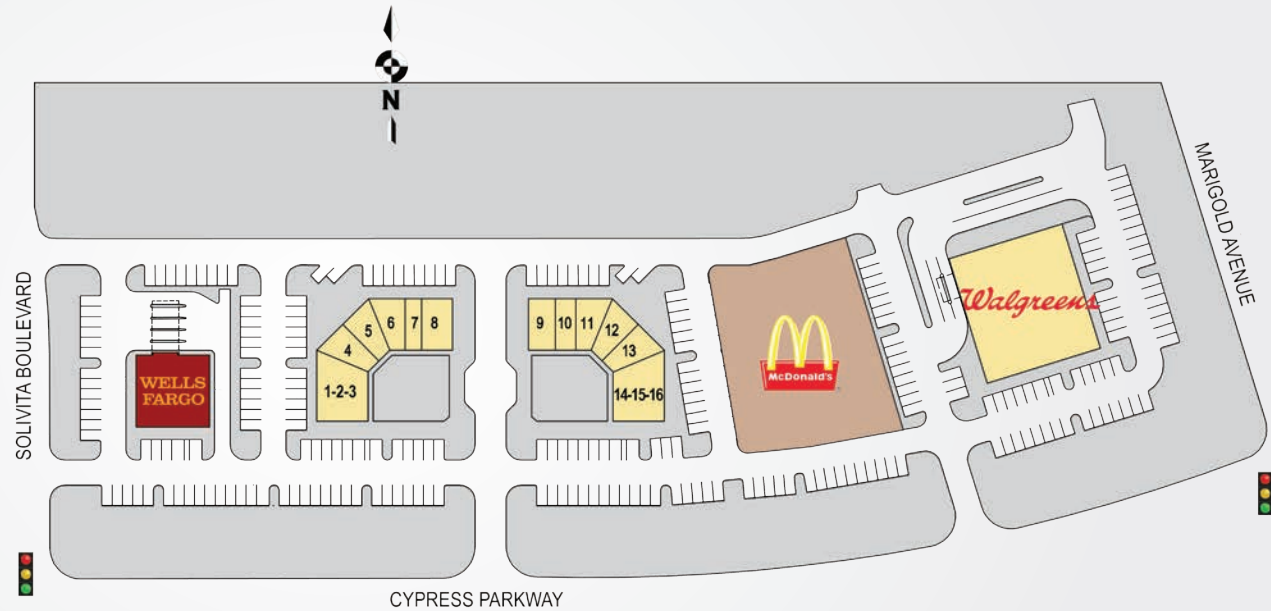 N
MARIGOLD AVENUE
SOLIVITA BOULEVARD
WELLS
FARGO
1-2-3
4
5
6
7
8
9
10
11
12
13
14-15-16
McDonald's
Walgreens
CYPRESS PARKWAY